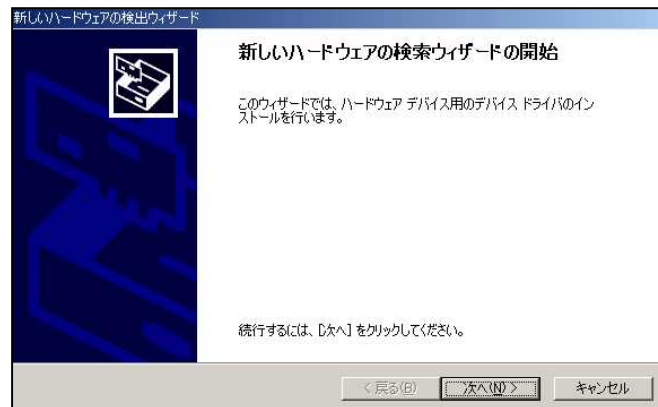 新しいハードウェアの検出ウィザード
新しいハードウェアの検索ウィザードの開始
このウィザードでは、ハードウェア デバイス用のデバイス ドライバのイン
ストールを行います。
続行するには、[次へ] をクリックしてください。
< 戻る(B)
次へ(N) >
キャンセル